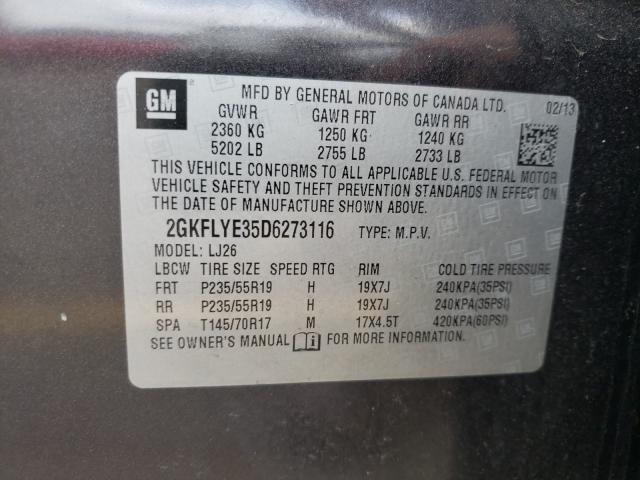 GM
MFD BY GENERAL MOTORS OF CANADA LTD. 02/13
GVWR GAWR FRT GAWR RR
2360 KG 1250 KG 1240 KG
5202 LB 2755 LB 2733 LB
THIS VEHICLE CONFORMS TO ALL APPLICABLE U.S. FEDERAL MOTOR
VEHICLE SAFETY AND THEFT PREVENTION STANDARDS IN EFFECT ON
THE DATE OF MANUFACTURE SHOWN ABOVE.
2GKFLYE35D6273116 TYPE: M.P.V.
MODEL: LJ26
LBCW TIRE SIZE SPEED RTG RIM COLD TIRE PRESSURE
FRT P235/55R19 H 19X7J 240KPA(35PSI)
RR P235/55R19 H 19X7J 240KPA(35PSI)
SPA T145/70R17 M 17X4.5T 420KPA(60PSI)
SEE OWNER'S MANUAL i FOR MORE INFORMATION.